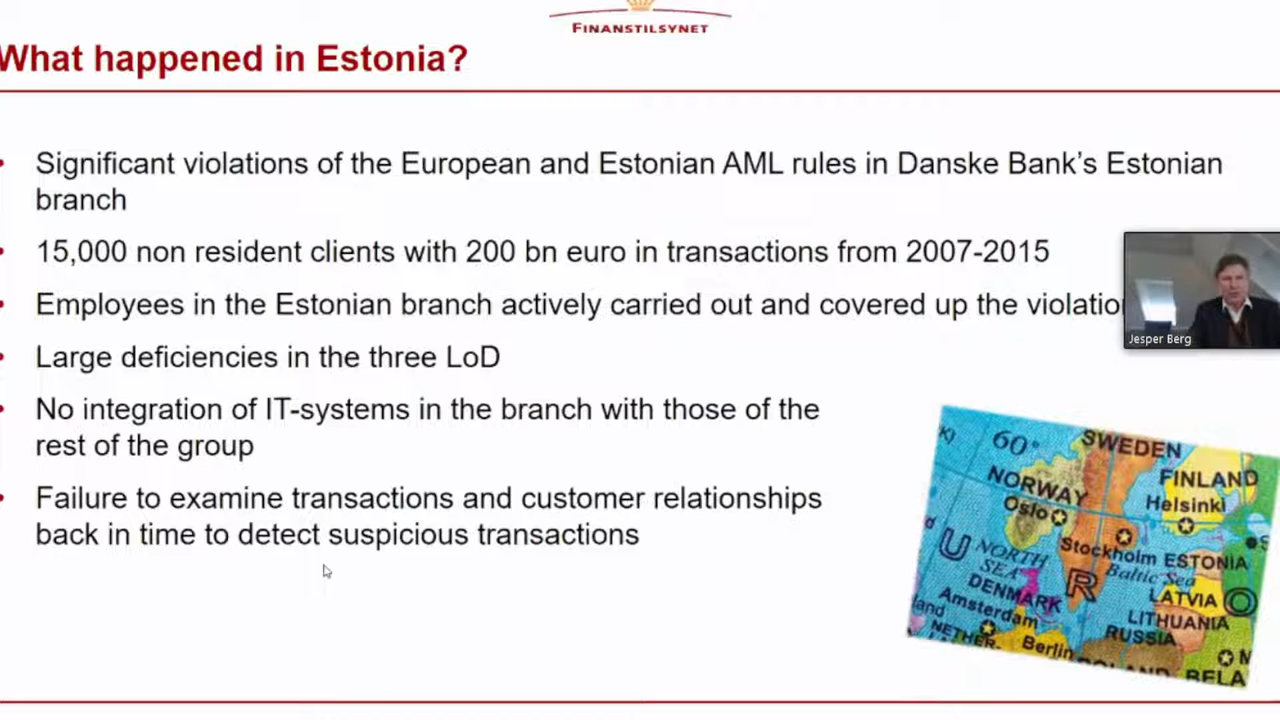 FINANSTILSYNET
What happened in Estonia?
Significant violations of the European and Estonian AML rules in Danske Bank's Estonian
branch
15,000 non resident clients with 200 bn euro in transactions from 2007-2015
Employees in the Estonian branch actively carried out and covered up the violatio
Jesper Berg
Large deficiencies in the three LoD
No integration of IT-systems in the branch with those of the
rest of the group
Failure to examine transactions and customer relationships
back in time to detect suspicious transactions
K)
60°
SWEDEN
FINLAND
NORWAY
Helsinki
Oslo
Stockholm ESTONIA
U
NORTH
SEA
R
Baltic Sea
DENMARK
LATVIA
O
Amsterdam
LITHUANIA
land
RUSSIA
NETHER-
Berlin
M
BELA